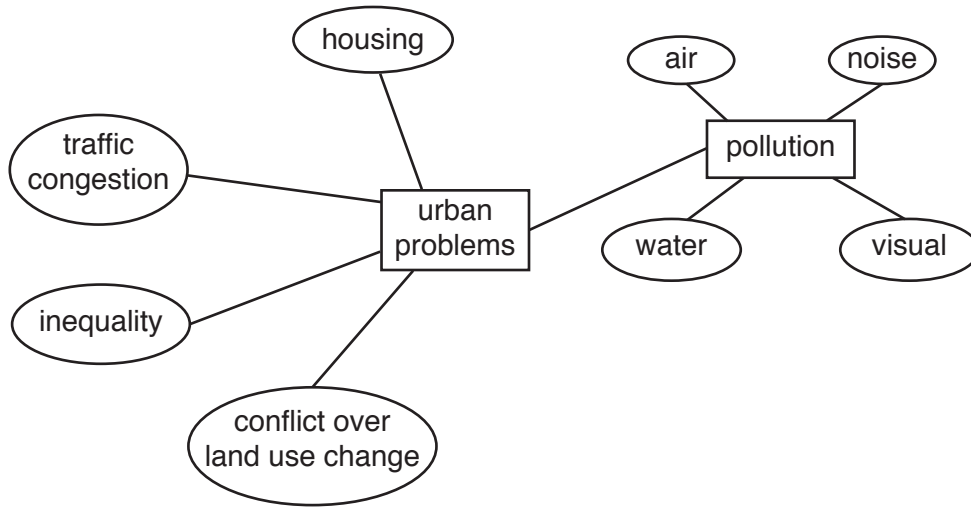 housing
air
noise
traffic
congestion
pollution
urban
problems
water
visual
inequality
conflict over
land use change